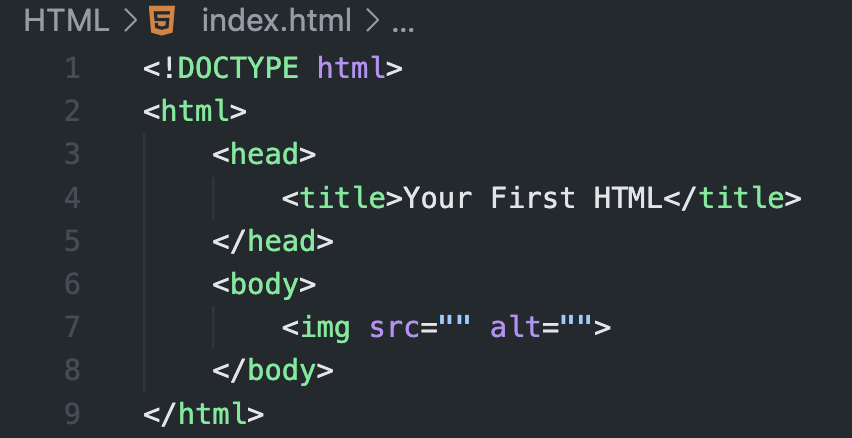 HTML > index.html > ...
1 <!DOCTYPE html>
2 <html>
3     <head>
4         <title>Your First HTML</title>
5     </head>
6     <body>
7         <img src="" alt="">
8     </body>
9 </html>